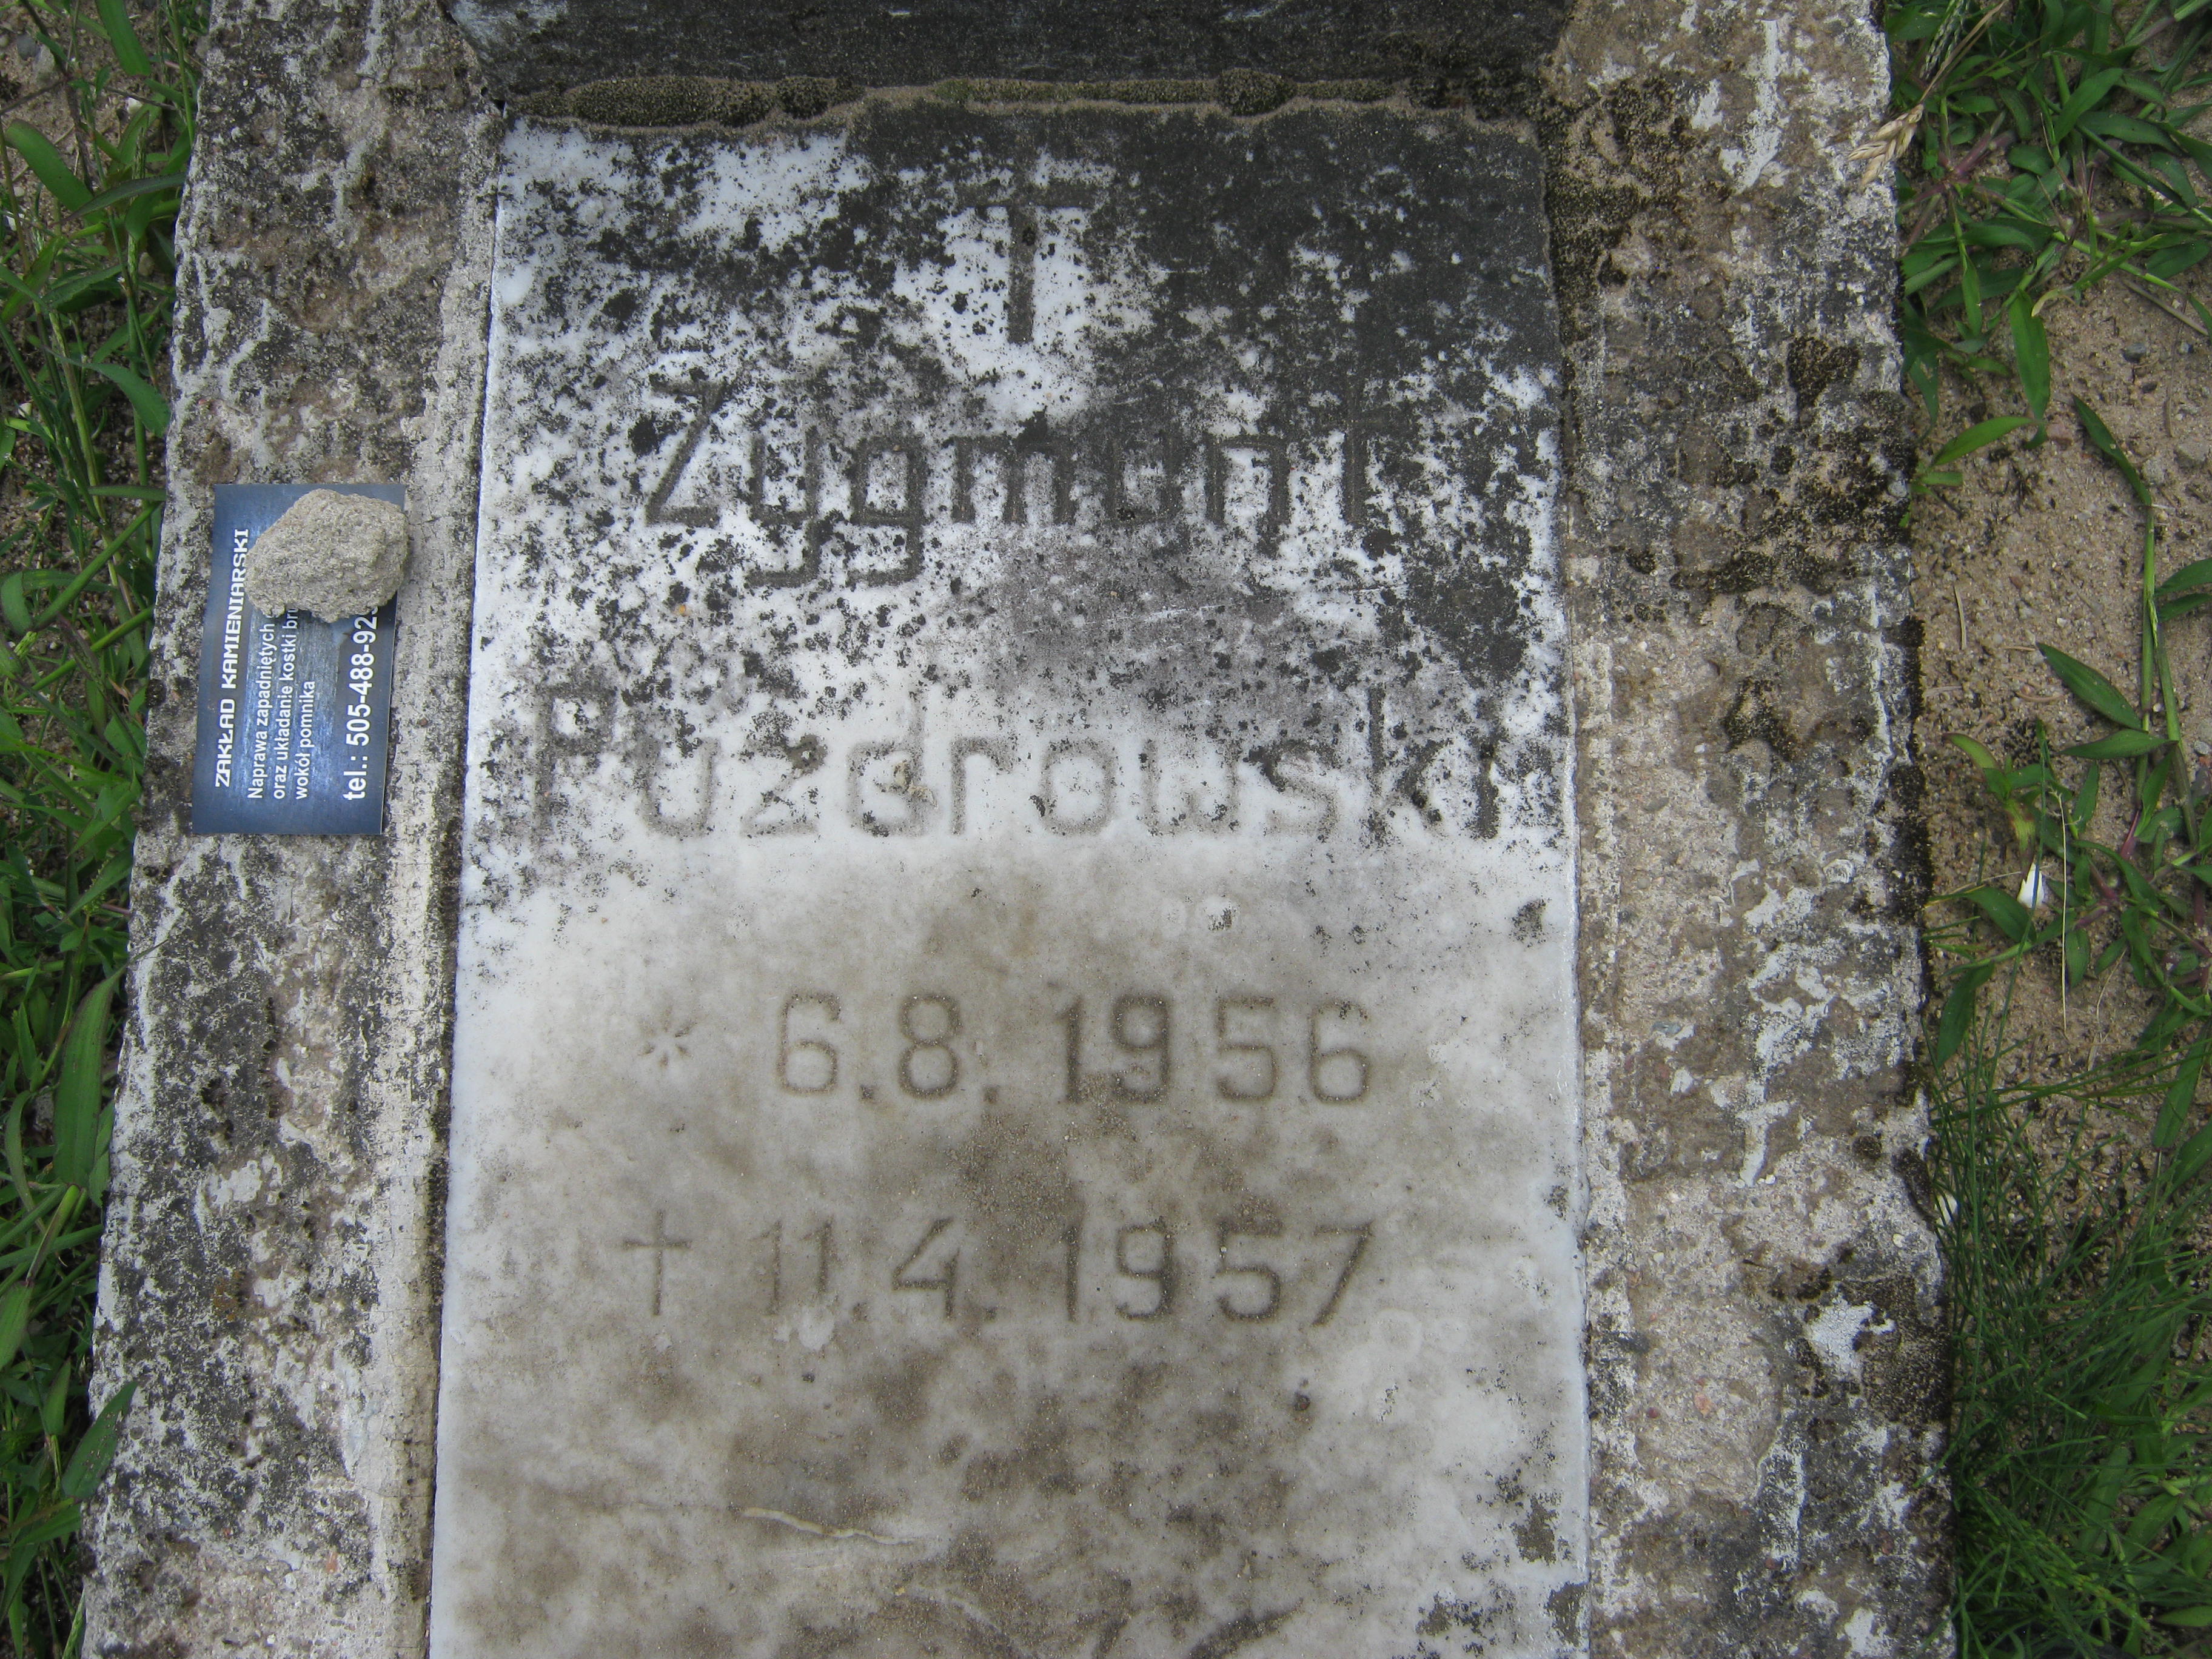 Zygmunt
Puzdrowski
* 6.8.1956
† 11.4.1957
ZAKŁAD KAMIENIARSKI
Naprawa zapadniętych
oraz układanie kostki
wokół pomnika
tel.: 505-488-92